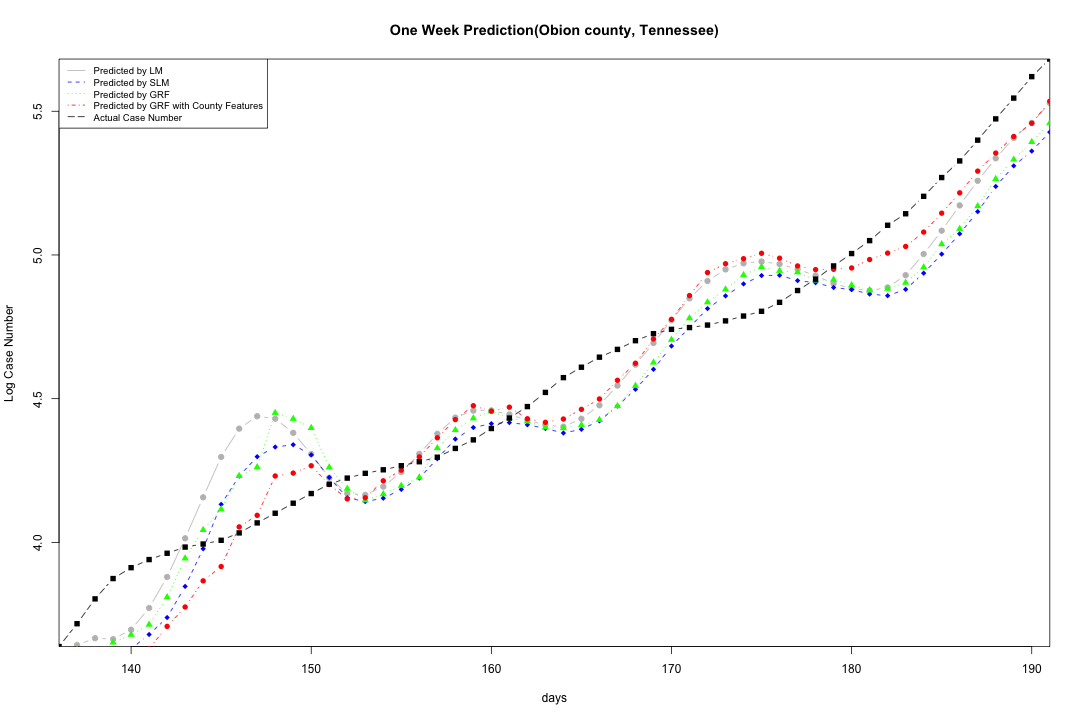 One Week Prediction(Obion county, Tennessee)
Predicted by LM
Predicted by SLM
Predicted by GRF
Predicted by GRF with County Features
Actual Case Number
5.5
5.0
4.5
4.0
Log Case Number
140 150 160 170 180 190
days